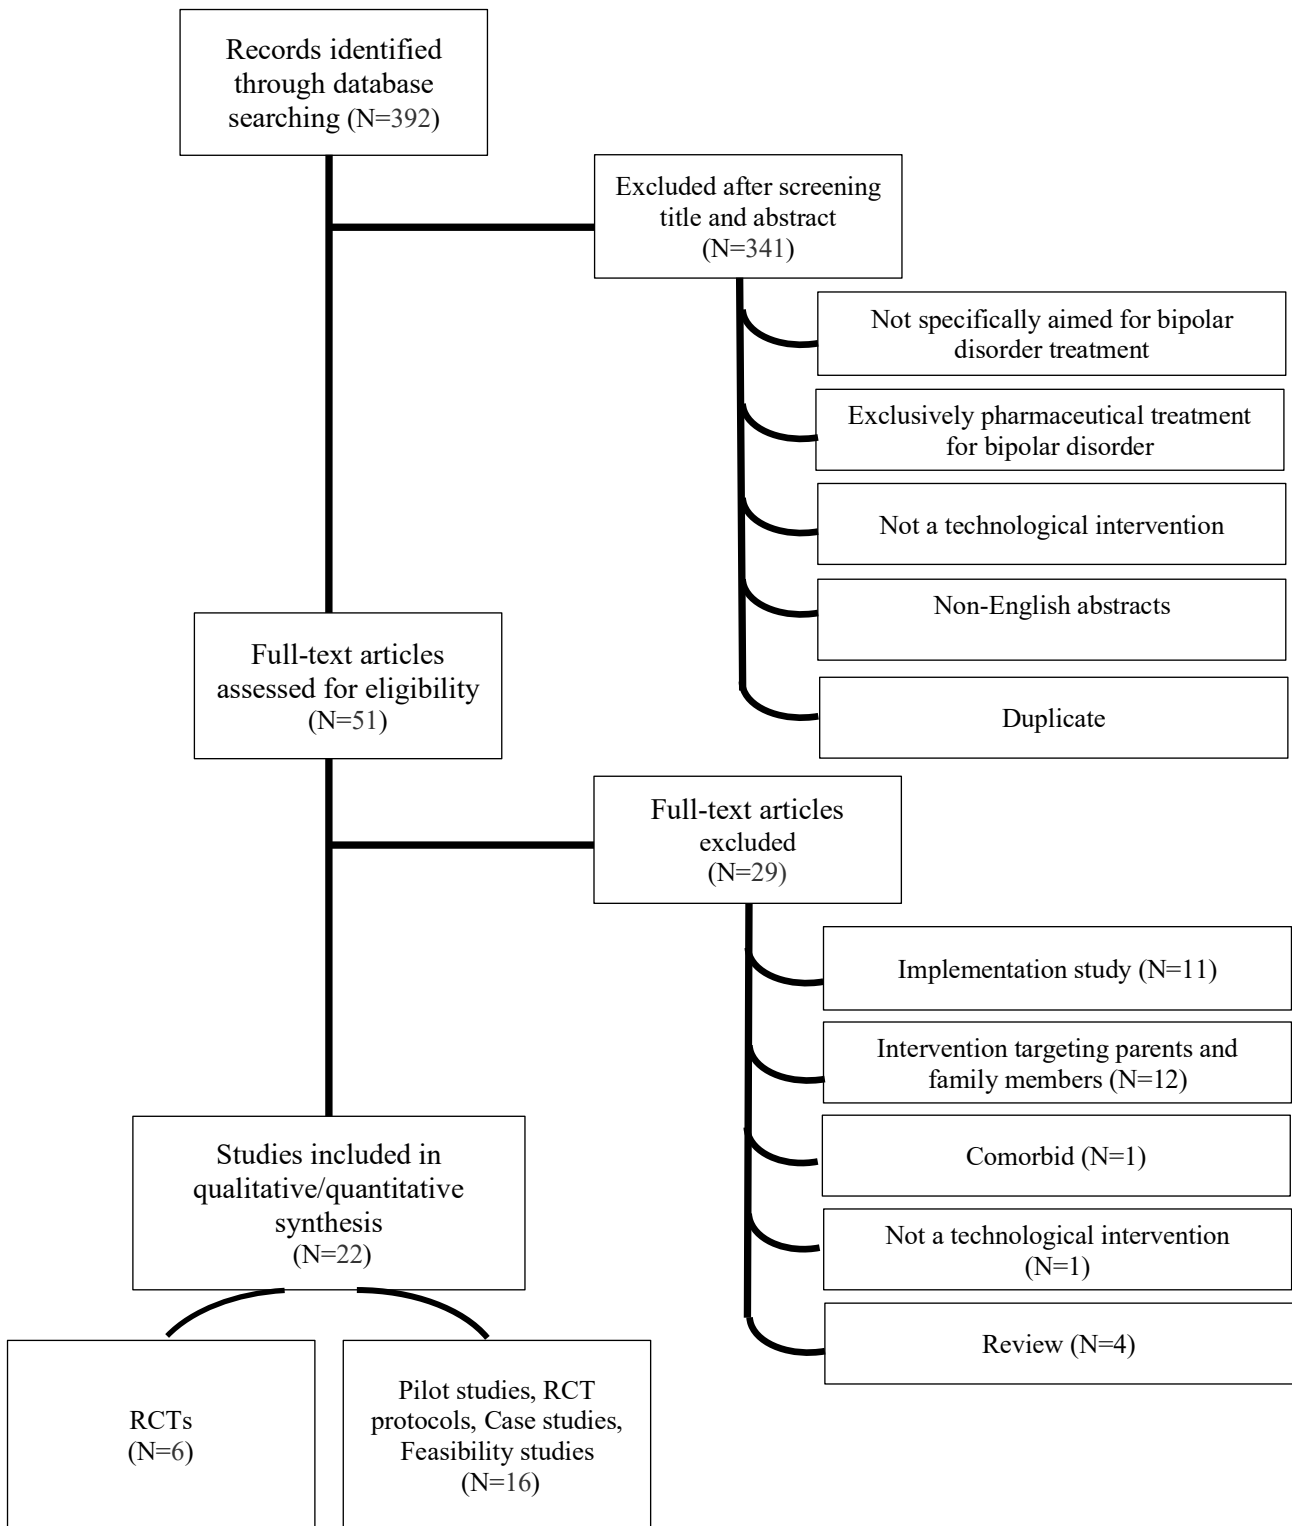 Records identified
through database
searching (N=392)
Excluded after screening
title and abstract
(N=341)
Not specifically aimed for bipolar
disorder treatment
Exclusively pharmaceutical treatment
for bipolar disorder
Not a technological intervention
Non-English abstracts
Duplicate
Full-text articles
assessed for eligibility
(N=51)
Full-text articles
excluded
(N=29)
Implementation study (N=11)
Intervention targeting parents and
family members (N=12)
Comorbid (N=1)
Not a technological intervention
(N=1)
Review (N=4)
Studies included in
qualitative/quantitative
synthesis
(N=22)
RCTs
(N=6)
Pilot studies, RCT
protocols, Case studies,
Feasibility studies
(N=16)